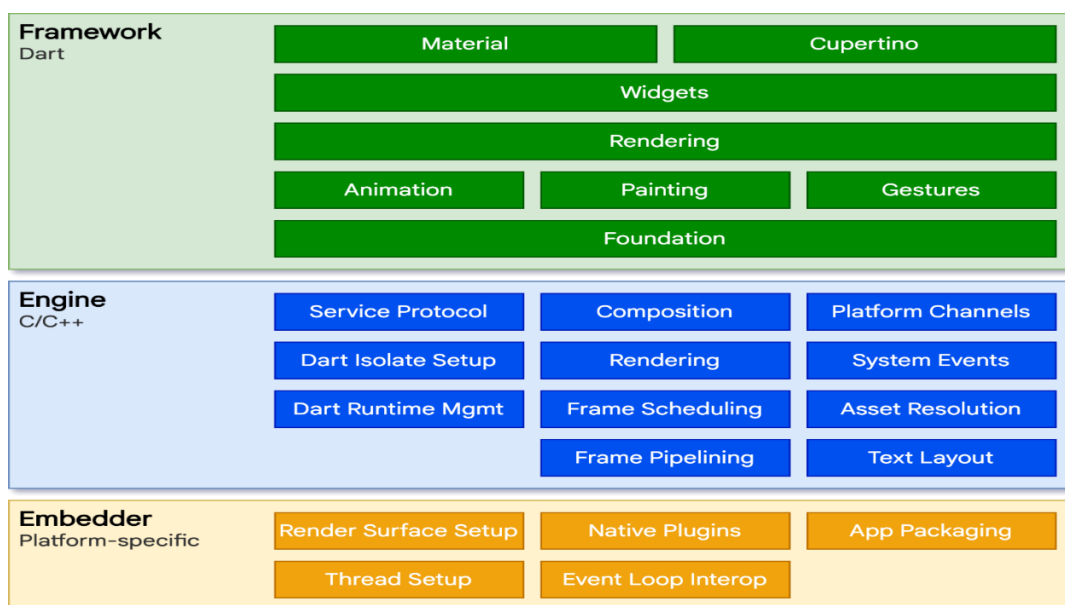 Framework
Dart
Material
Cupertino
Widgets
Rendering
Animation
Painting
Gestures
Foundation
Engine
C/C++
Service Protocol
Composition
Platform Channels
Dart Isolate Setup
Rendering
System Events
Dart Runtime Mgmt
Frame Scheduling
Asset Resolution
Frame Pipelining
Text Layout
Embedder
Platform-specific
Render Surface Setup
Native Plugins
App Packaging
Thread Setup
Event Loop Interop